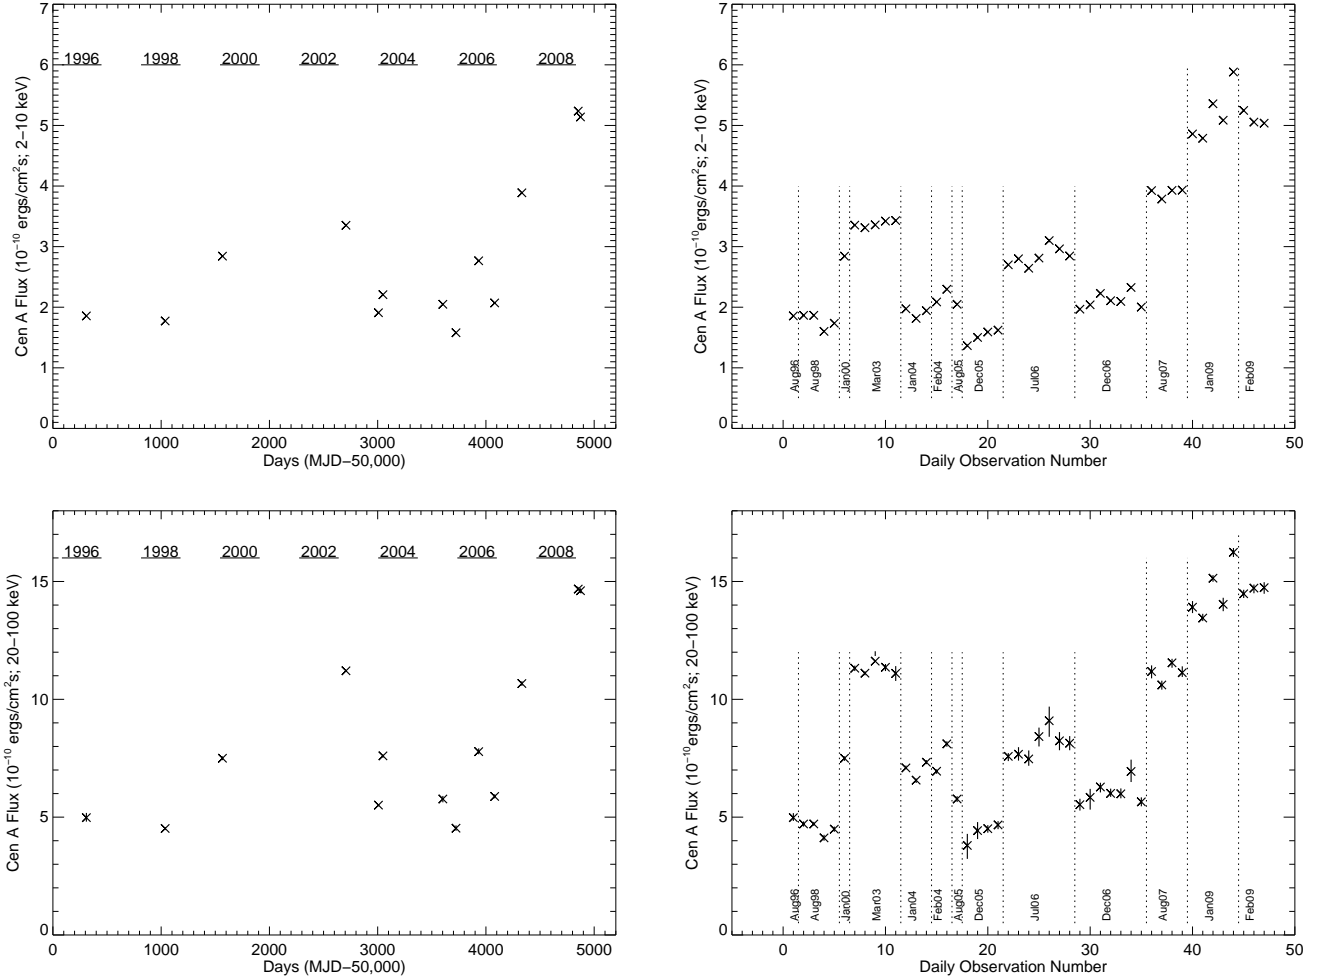 7
6
5
4
3
2
1
0
Cen A Flux (10⁻¹⁰ ergs/cm²s; 2–10 keV)
1996 1998 2000 2002 2004 2006 2008
0 1000 2000 3000 4000 5000
Days (MJD–50,000)
7
6
5
4
3
2
1
0
Cen A Flux (10⁻¹⁰ergs/cm²s; 2–10 keV)
Aug96 Aug98 Jan00 Mar03 Jan04 Feb04 Aug05 Dec05 Jul06 Dec06 Aug07 Jan09 Feb09
0 10 20 30 40 50
Daily Observation Number
15
10
5
0
Cen A Flux (10⁻¹⁰ ergs/cm²s; 20–100 keV)
1996 1998 2000 2002 2004 2006 2008
0 1000 2000 3000 4000 5000
Days (MJD–50,000)
15
10
5
0
Cen A Flux (10⁻¹⁰ergs/cm²s; 20–100 keV)
Aug96 Aug98 Jan00 Mar03 Jan04 Feb04 Aug05 Dec05 Jul06 Dec06 Aug07 Jan09 Feb09
0 10 20 30 40 50
Daily Observation Number